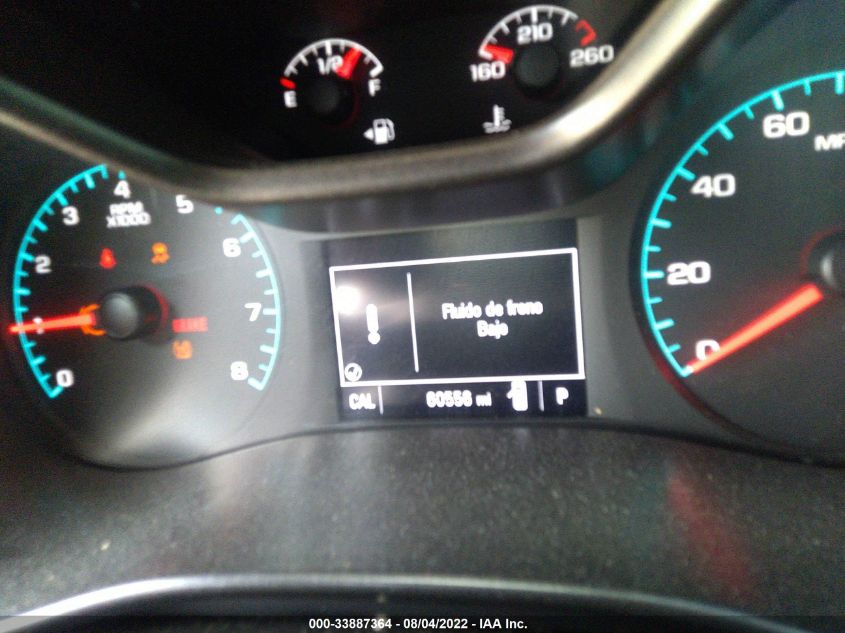 E 1/2 F
160 210 260
0 1 2 3 4 5 6 7 8
RPM
X1000
BRAKE
Fluido de freno
Bajo
CAL 60556 mi P
0 20 40 60
000-33887364 - 08/04/2022 - IAA Inc.